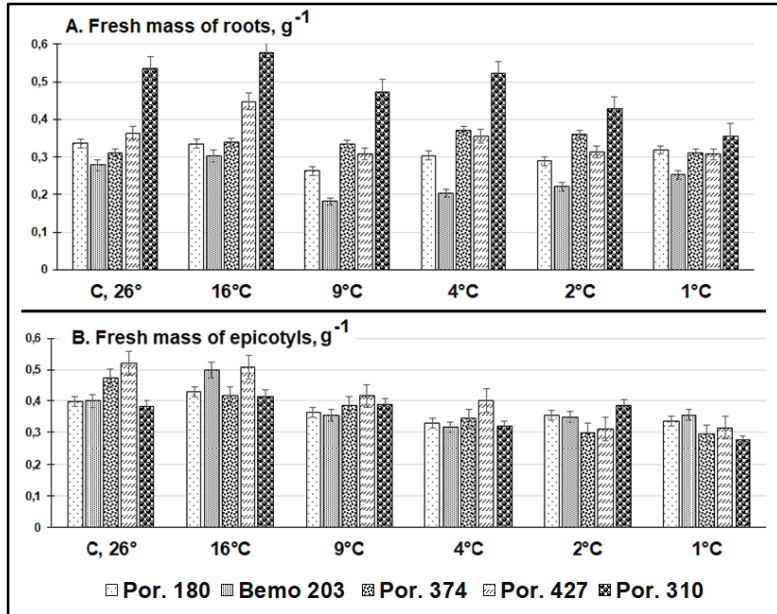 A. Fresh mass of roots, g-1
0,6
0,5
0,4
0,3
0,2
0,1
0
C, 26° 16°C 9°C 4°C 2°C 1°C
B. Fresh mass of epicotyls, g-1
0,6
0,5
0,4
0,3
0,2
0,1
0
C, 26° 16°C 9°C 4°C 2°C 1°C
Por. 180 Bemo 203 Por. 374 Por. 427 Por. 310